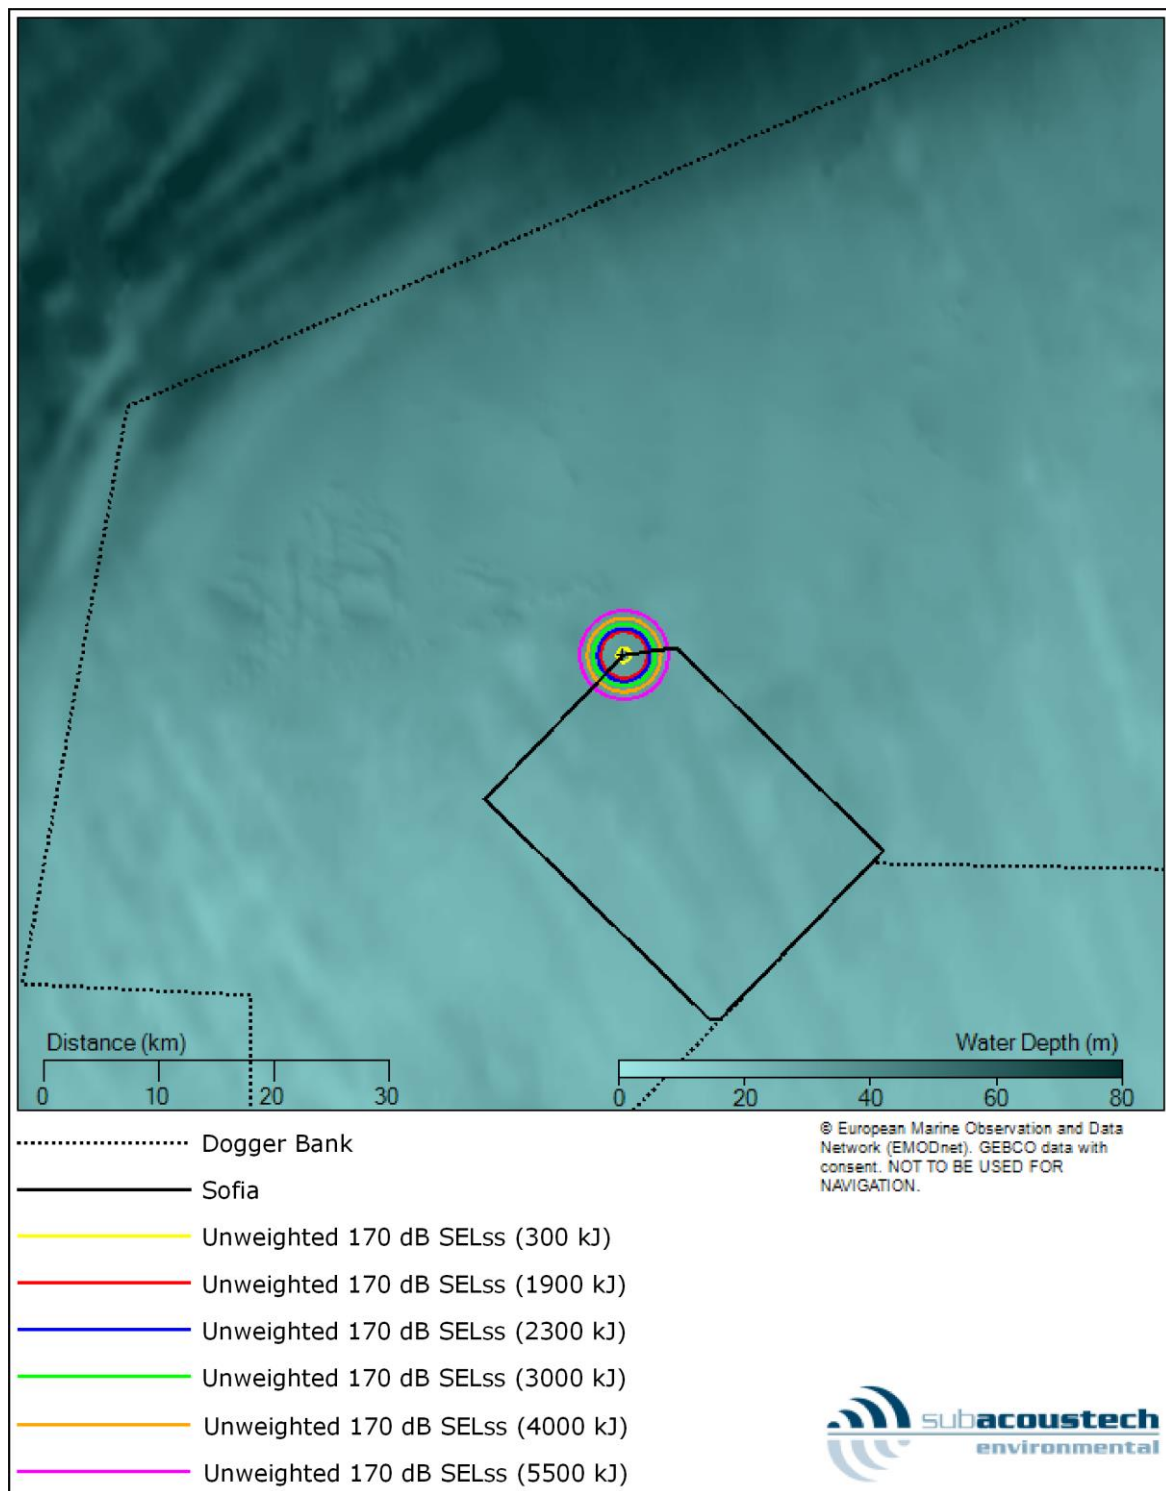 Distance (km)
0 10 20 30
Water Depth (m)
0 20 40 60 80
© European Marine Observation and Data
Network (EMODnet). GEBCO data with
consent. NOT TO BE USED FOR
NAVIGATION.
Dogger Bank
Sofia
Unweighted 170 dB SELss (300 kJ)
Unweighted 170 dB SELss (1900 kJ)
Unweighted 170 dB SELss (2300 kJ)
Unweighted 170 dB SELss (3000 kJ)
Unweighted 170 dB SELss (4000 kJ)
Unweighted 170 dB SELss (5500 kJ)
subacoustech
environmental